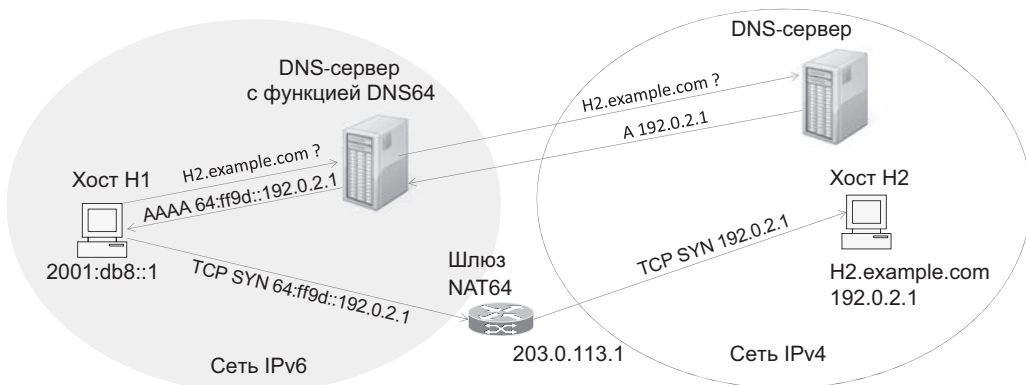 DNS-сервер
DNS-сервер
с функцией DNS64
H2.example.com ?
A 192.0.2.1
H2.example.com ?
AAAA 64:ff9d::192.0.2.1
Хост H1
2001:db8::1
TCP SYN 64:ff9d::192.0.2.1
Шлюз
NAT64
203.0.113.1
TCP SYN 192.0.2.1
Хост H2
H2.example.com
192.0.2.1
Сеть IPv6
Сеть IPv4